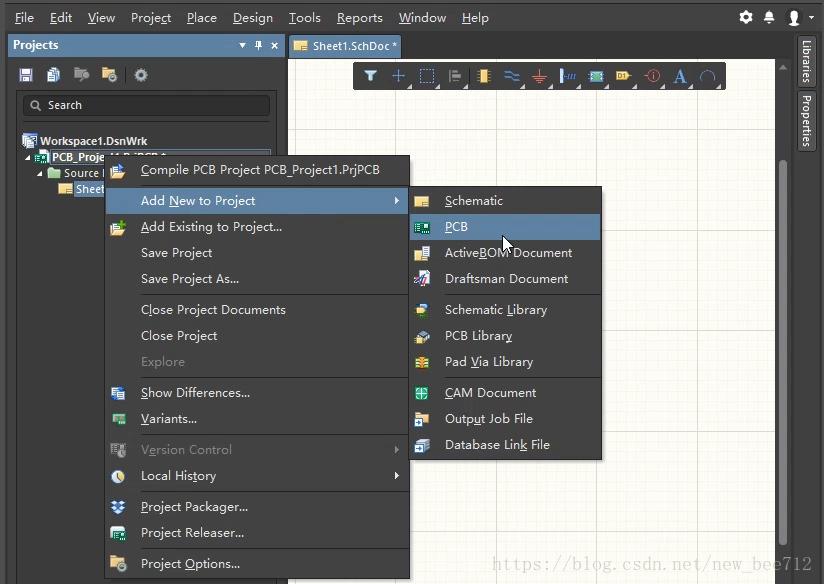 File Edit View Project Place Design Tools Reports Window Help
Projects
Sheet1.SchDoc *
Libraries
Properties
Search
Workspace1.DsnWrk
PCB_Project1.PrjPCB *
Source
Sheet
Compile PCB Project PCB_Project1.PrjPCB
Add New to Project
Add Existing to Project...
Save Project
Save Project As...
Close Project Documents
Close Project
Explore
Show Differences...
Variants...
Version Control
Local History
Project Packager...
Project Releaser...
Project Options...
Schematic
PCB
ActiveBOM Document
Draftsman Document
Schematic Library
PCB Library
Pad Via Library
CAM Document
Output Job File
Database Link File
https://blog.csdn.net/new_bee712